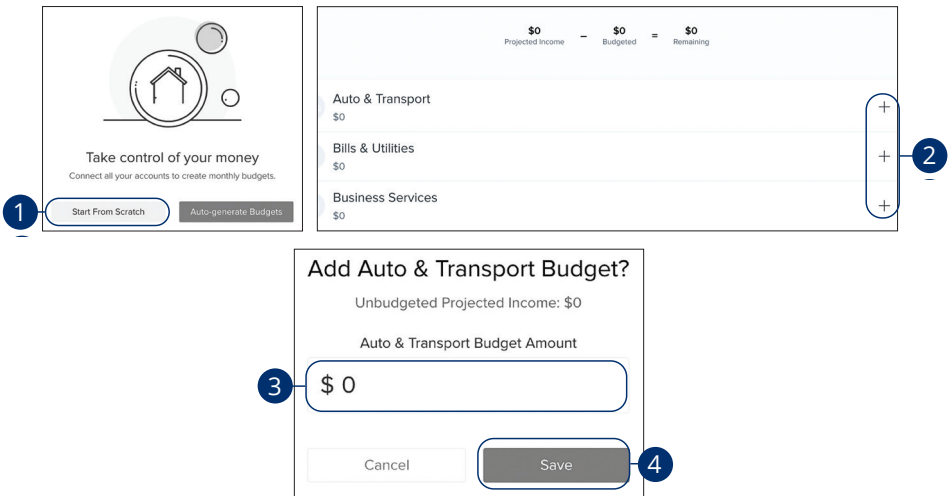 Take control of your money
Connect all your accounts to create monthly budgets.
1
Start From Scratch
Auto-generate Budgets
$0 – $0 = $0
Projected Income Budgeted Remaining
Auto & Transport
$0
+
Bills & Utilities
$0
+
2
Business Services
$0
+
Add Auto & Transport Budget?
Unbudgeted Projected Income: $0
Auto & Transport Budget Amount
3
$ 0
Cancel
Save
4